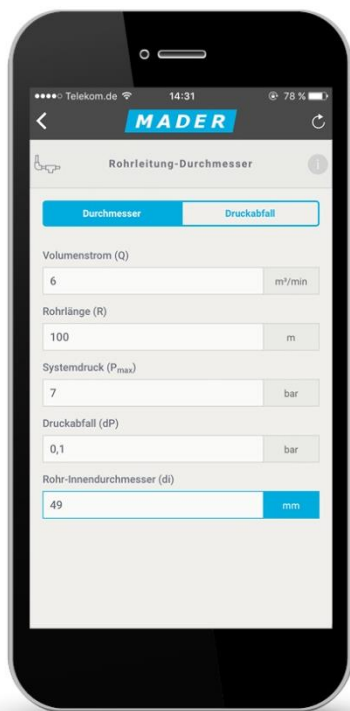 Telekom.de 14:31 78 %
MADER
Rohrleitung-Durchmesser i
Durchmesser Druckabfall
Volumenstrom (Q)
6 m³/min
Rohrlänge (R)
100 m
Systemdruck (Pmax)
7 bar
Druckabfall (dP)
0,1 bar
Rohr-Innendurchmesser (di)
49 mm